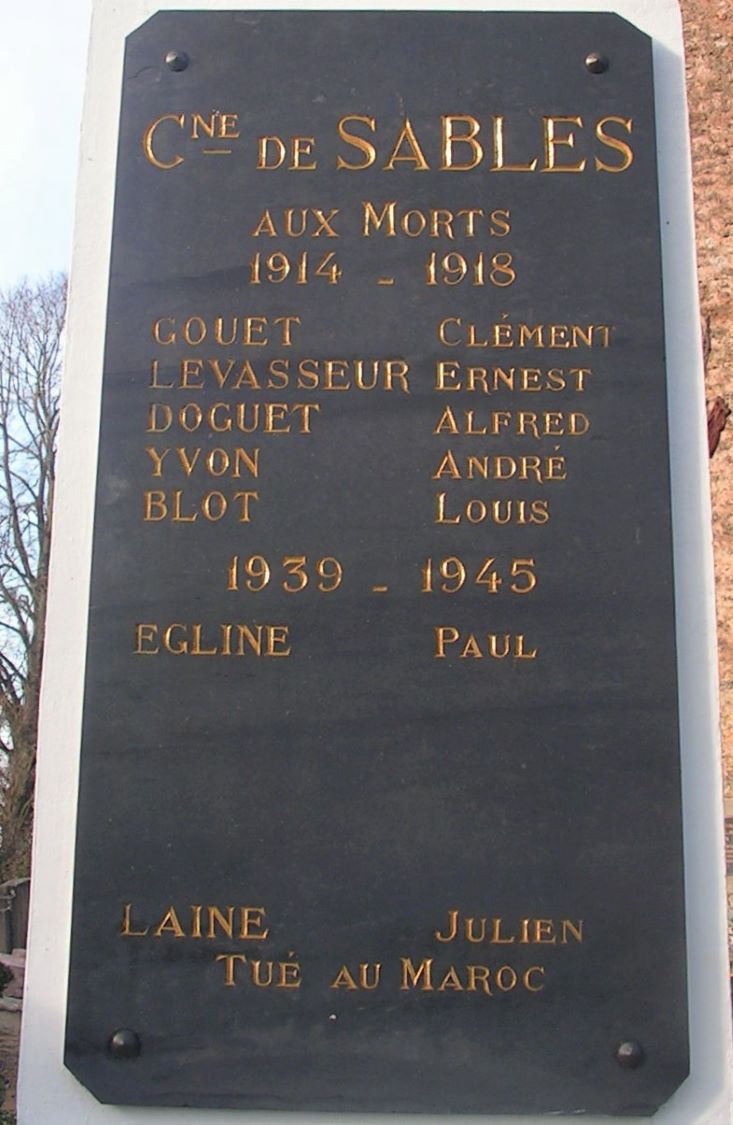 CNE DE SABLES
AUX MORTS
1914 - 1918
GOUET CLÉMENT
LEVASSEUR ERNEST
DOGUET ALFRED
YVON ANDRÉ
BLOT LOUIS
1939 - 1945
EGLINE PAUL
LAINE JULIEN
TUÉ AU MAROC